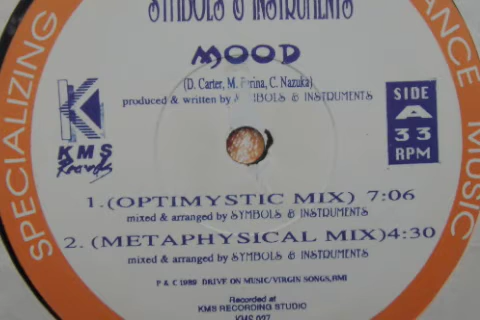 SYMBOLS & INSTRUMENTS
MOOD
(D. Carter, M. Farina, C. Nazuka)
produced & written by SYMBOLS & INSTRUMENTS
K
KMS
Records
SIDE
A
33
RPM
SPECIALIZING
DANCE MUSIC
1.(OPTIMYSTIC MIX) 7:06
mixed & arranged by SYMBOLS & INSTRUMENTS
2. (METAPHYSICAL MIX)4:30
mixed & arranged by SYMBOLS & INSTRUMENTS
P & C 1989 DRIVE ON MUSIC/VIRGIN SONGS,BMI
Recorded at
KMS RECORDING STUDIO
KMS 027